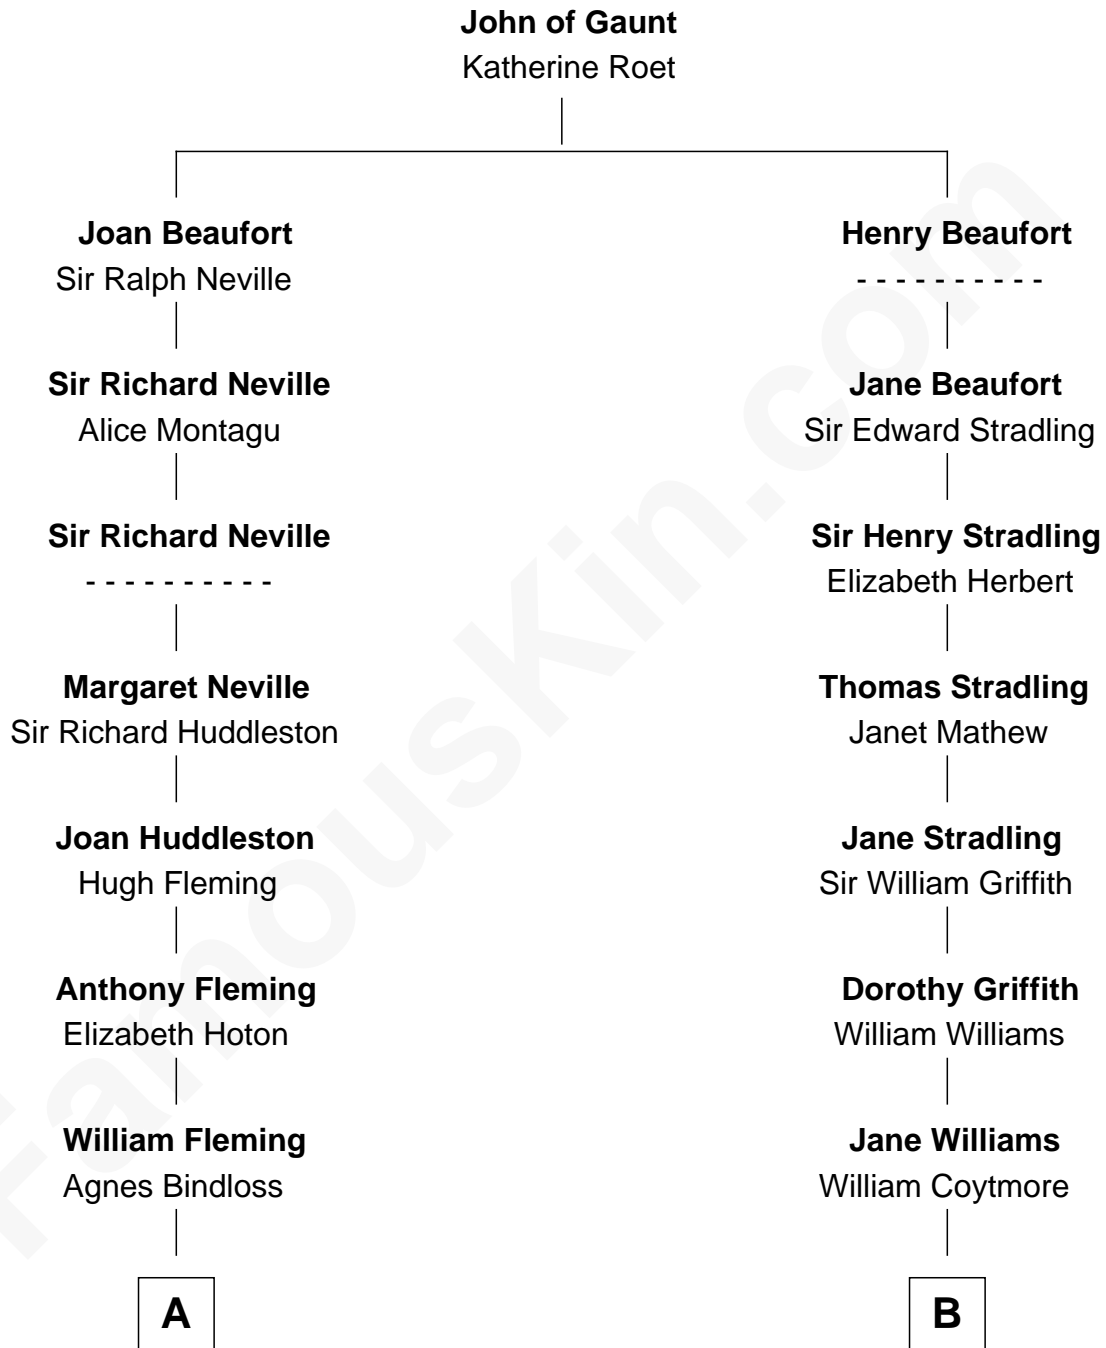 John of Gaunt
Katherine Roet
Joan Beaufort
Sir Ralph Neville
Sir Richard Neville
Alice Montagu
Sir Richard Neville
- - - - - - - - - -
Margaret Neville
Sir Richard Huddleston
Joan Huddleston
Hugh Fleming
Anthony Fleming
Elizabeth Hoton
William Fleming
Agnes Bindloss
A
Henry Beaufort
- - - - - - - - - -
Jane Beaufort
Sir Edward Stradling
Sir Henry Stradling
Elizabeth Herbert
Thomas Stradling
Janet Mathew
Jane Stradling
Sir William Griffith
Dorothy Griffith
William Williams
Jane Williams
William Coytmore
B
FamousKin.com